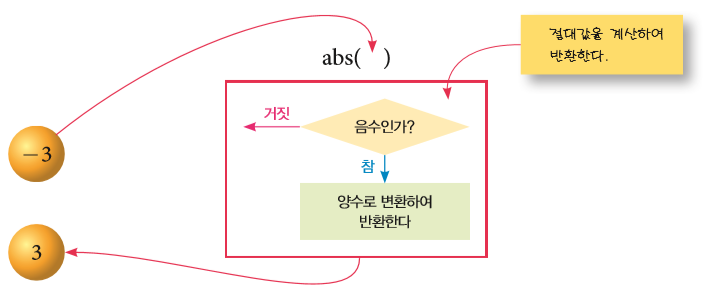 절대값을 계산하여
반환한다.
abs( )
거짓
음수인가?
-3
참
양수로 변환하여
반환한다
3